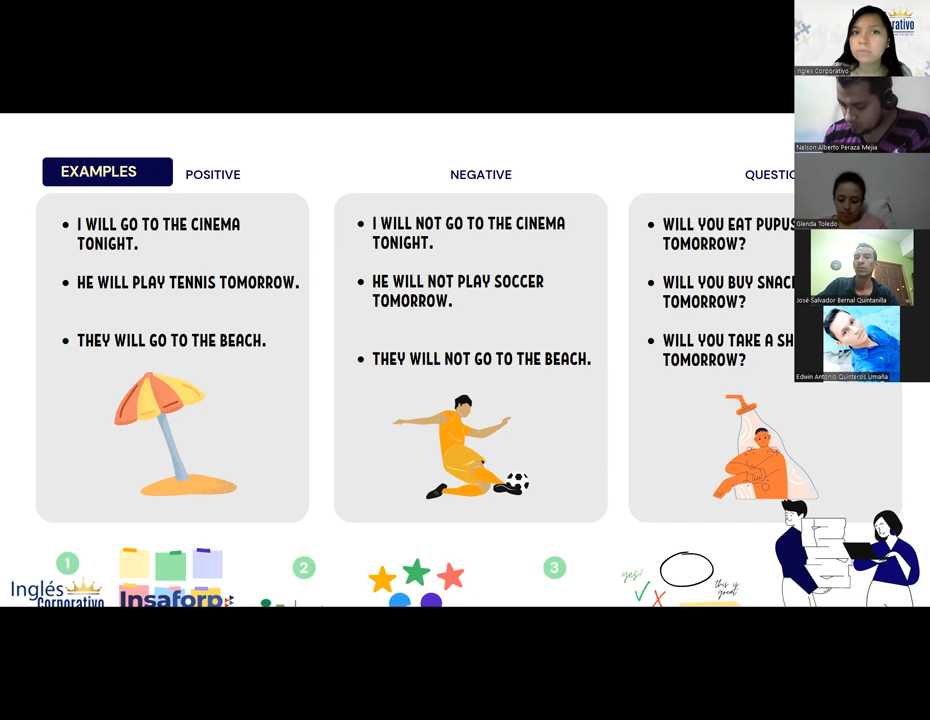 EXAMPLES
POSITIVE
I WILL GO TO THE CINEMA
TONIGHT.
HE WILL PLAY TENNIS TOMORROW.
THEY WILL GO TO THE BEACH.
NEGATIVE
I WILL NOT GO TO THE CINEMA
TONIGHT.
HE WILL NOT PLAY SOCCER
TOMORROW.
THEY WILL NOT GO TO THE BEACH.
QUESTIO
WILL YOU EAT PUPUS
TOMORROW?
WILL YOU BUY SNAC
TOMORROW?
WILL YOU TAKE A SH
TOMORROW?
Inglés Corporativo
Nelson Alberto Peraza Mejia
Glenda Toledo
José Salvador Bernal Quintanilla
Edwin Antonio Quinteros Umaña
1
2
3
Inglés
Corporativo
Insaforp
yes!
this is
great